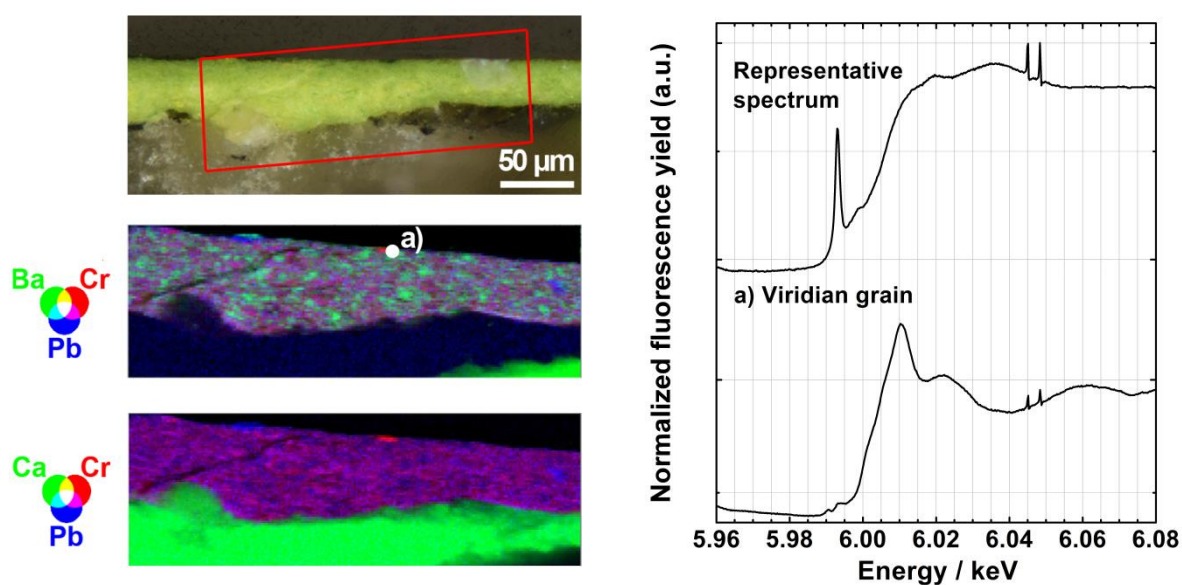 50 µm
a)
Ba Cr
Pb
Ca Cr
Pb
Normalized fluorescence yield (a.u.)
Representative
spectrum
a) Viridian grain
5.96 5.98 6.00 6.02 6.04 6.06 6.08
Energy / keV